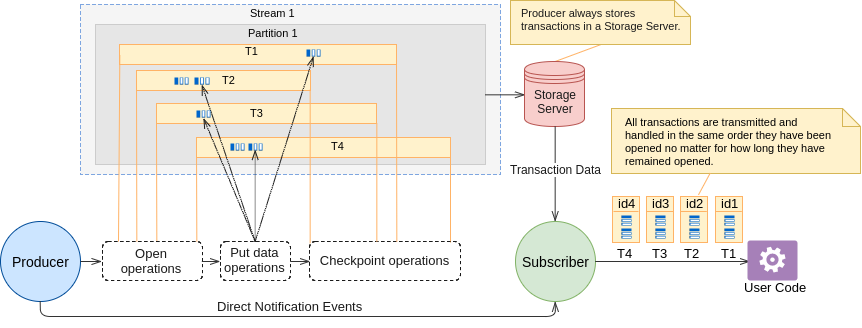 Stream 1
Partition 1
T1
T2
T3
T4
Producer always stores
transactions in a Storage Server.
Storage
Server
All transactions are transmitted and
handled in the same order they have been
opened no matter for how long they have
remained opened.
Transaction Data
id4 id3 id2 id1
Producer
Open
operations
Put data
operations
Checkpoint operations
Subscriber
T4 T3 T2 T1
User Code
Direct Notification Events